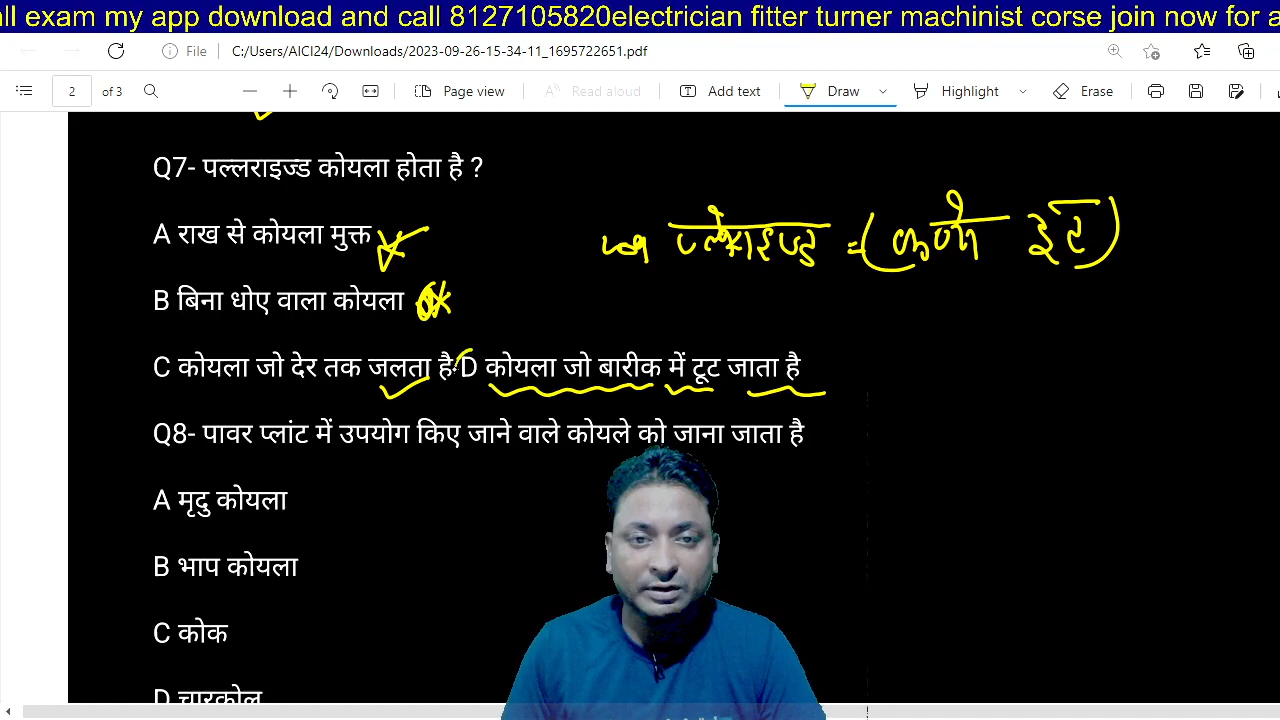 ll exam my app download and call 8127105820electrician fitter turner machinist corse join now for a
File C:/Users/AICI24/Downloads/2023-09-26-15-34-11_1695722651.pdf
2 of 3 Page view Read aloud Add text Draw Highlight Erase
Q7- पल्लराइज्ड कोयला होता है ?
A राख से कोयला मुक्त
B बिना धोए वाला कोयला
C कोयला जो देर तक जलता है D कोयला जो बारीक में टूट जाता है
Q8- पावर प्लांट में उपयोग किए जाने वाले कोयले को जाना जाता है
A मृदु कोयला
B भाप कोयला
C कोक
D चारकोल